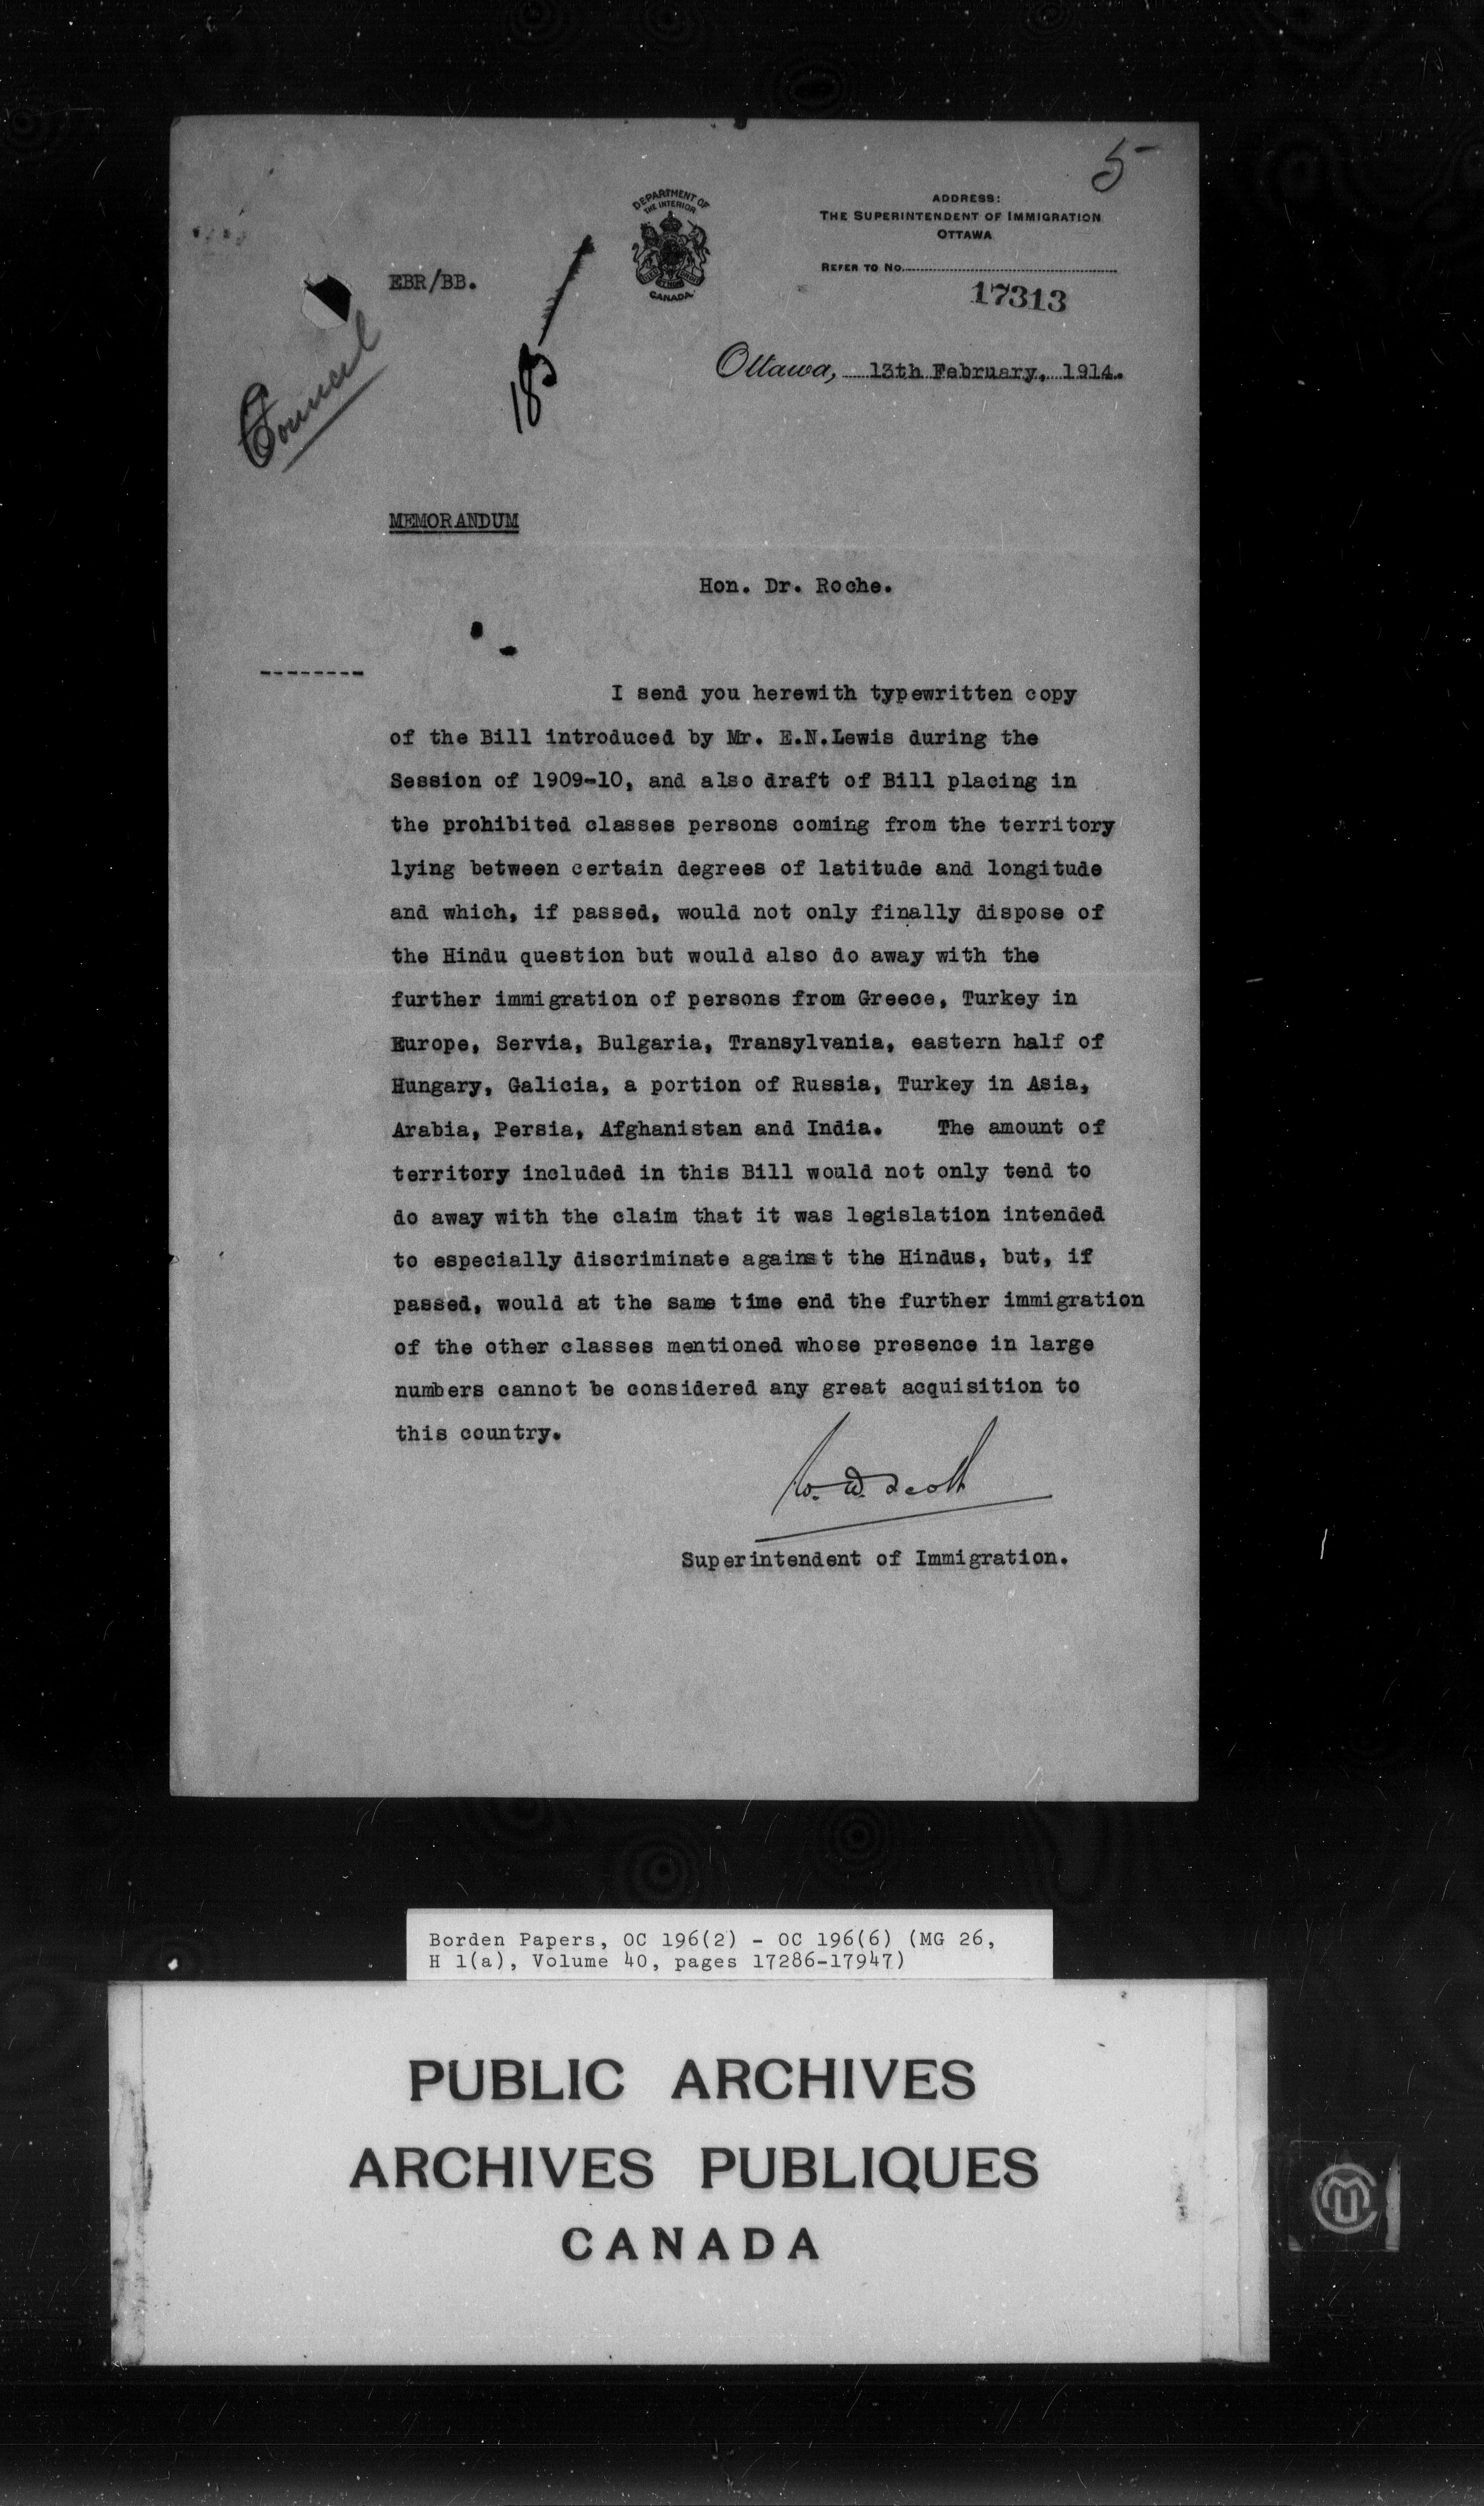 5
DEPARTMENT OF
THE INTERIOR
CANADA
ADDRESS:
THE SUPERINTENDENT OF IMMIGRATION
OTTAWA
REFER TO NO.
EBR/BB.
17313
Council
Ottawa, 13th February, 1914.
MEMORANDUM
Hon. Dr. Roche.
--------
I send you herewith typewritten copy
of the Bill introduced by Mr. E.N.Lewis during the
Session of 1909-10, and also draft of Bill placing in
the prohibited classes persons coming from the territory
lying between certain degrees of latitude and longitude
and which, if passed, would not only finally dispose of
the Hindu question but would also do away with the
further immigration of persons from Greece, Turkey in
Europe, Servia, Bulgaria, Transylvania, eastern half of
Hungary, Galicia, a portion of Russia, Turkey in Asia,
Arabia, Persia, Afghanistan and India. The amount of
territory included in this Bill would not only tend to
do away with the claim that it was legislation intended
to especially discriminate against the Hindus, but, if
passed, would at the same time end the further immigration
of the other classes mentioned whose presence in large
numbers cannot be considered any great acquisition to
this country.
W. D. Scott
Superintendent of Immigration.
Borden Papers, OC 196(2) - OC 196(6) (MG 26,
H 1(a), Volume 40, pages 17286-17947)
PUBLIC ARCHIVES
ARCHIVES PUBLIQUES
CANADA